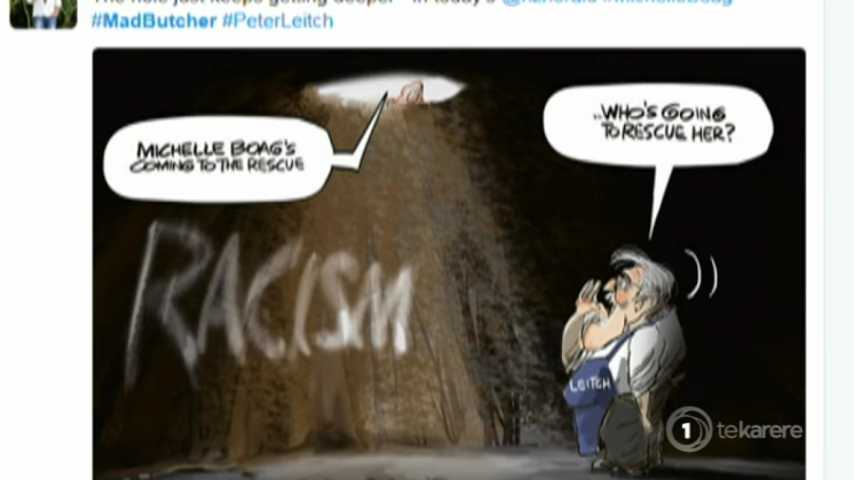 #MadButcher #PeterLeitch
MICHELLE BOAG'S
COMING TO THE RESCUE
..WHO'S GOING
TO RESCUE HER?
RACISM
LEITCH
1 tekarere